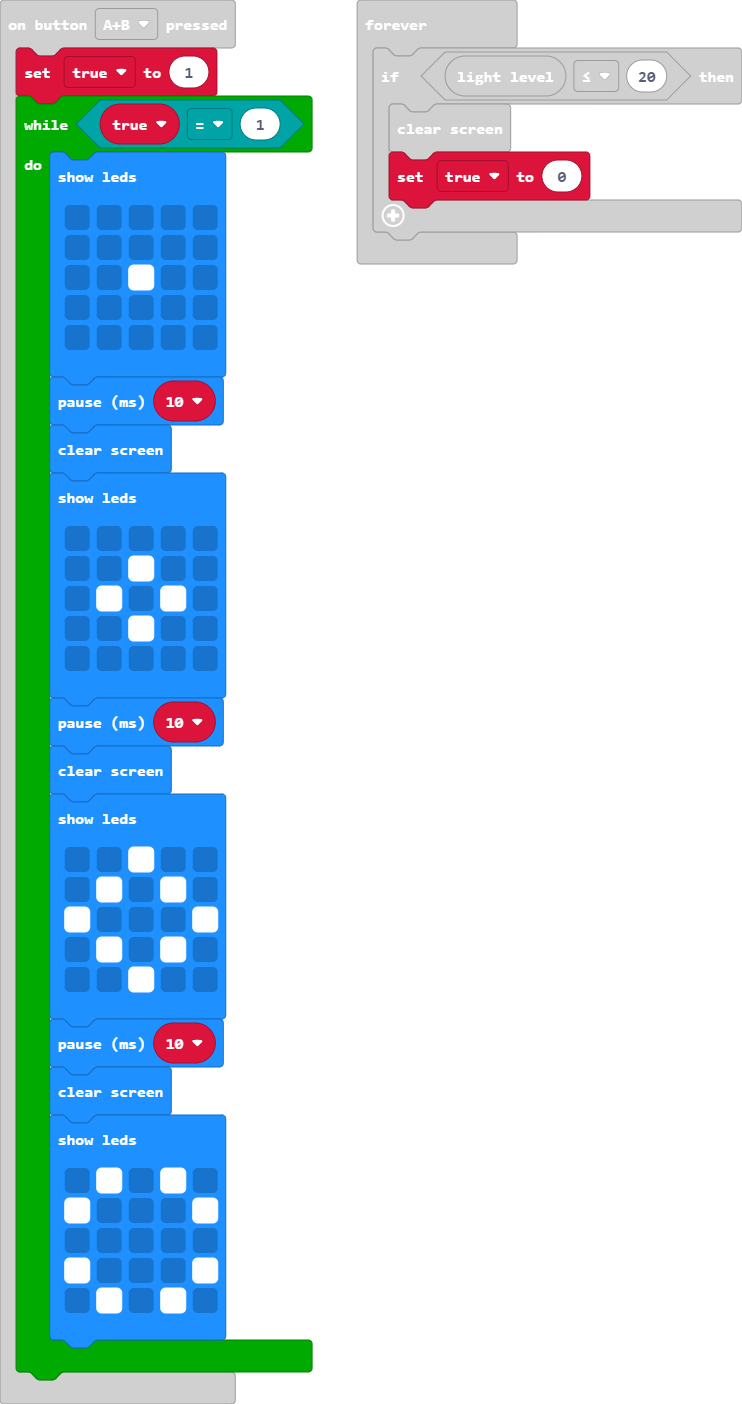 on button A+B pressed
set true to 1
while true = 1
do
show leds
pause (ms) 10
clear screen
show leds
pause (ms) 10
clear screen
show leds
pause (ms) 10
clear screen
show leds
forever
if light level ≤ 20 then
clear screen
set true to 0